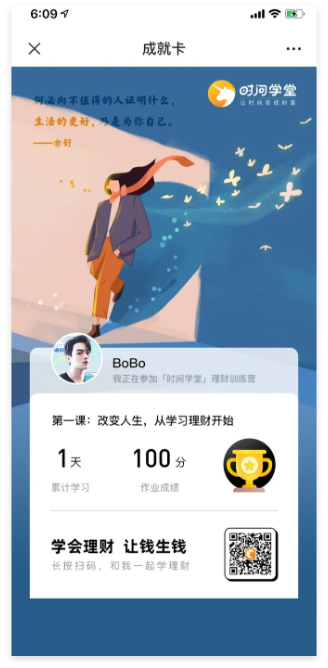 6:09
成就卡
时间学堂
让时间变成财富
何必向不值得的人证明什么，
生活的更好，乃是为你自己。
——亦舒
BoBo
我正在参加「时间学堂」理财训练营
第一课：改变人生，从学习理财开始
1天
100分
累计学习
作业成绩
学会理财 让钱生钱
长按扫码，和我一起学理财